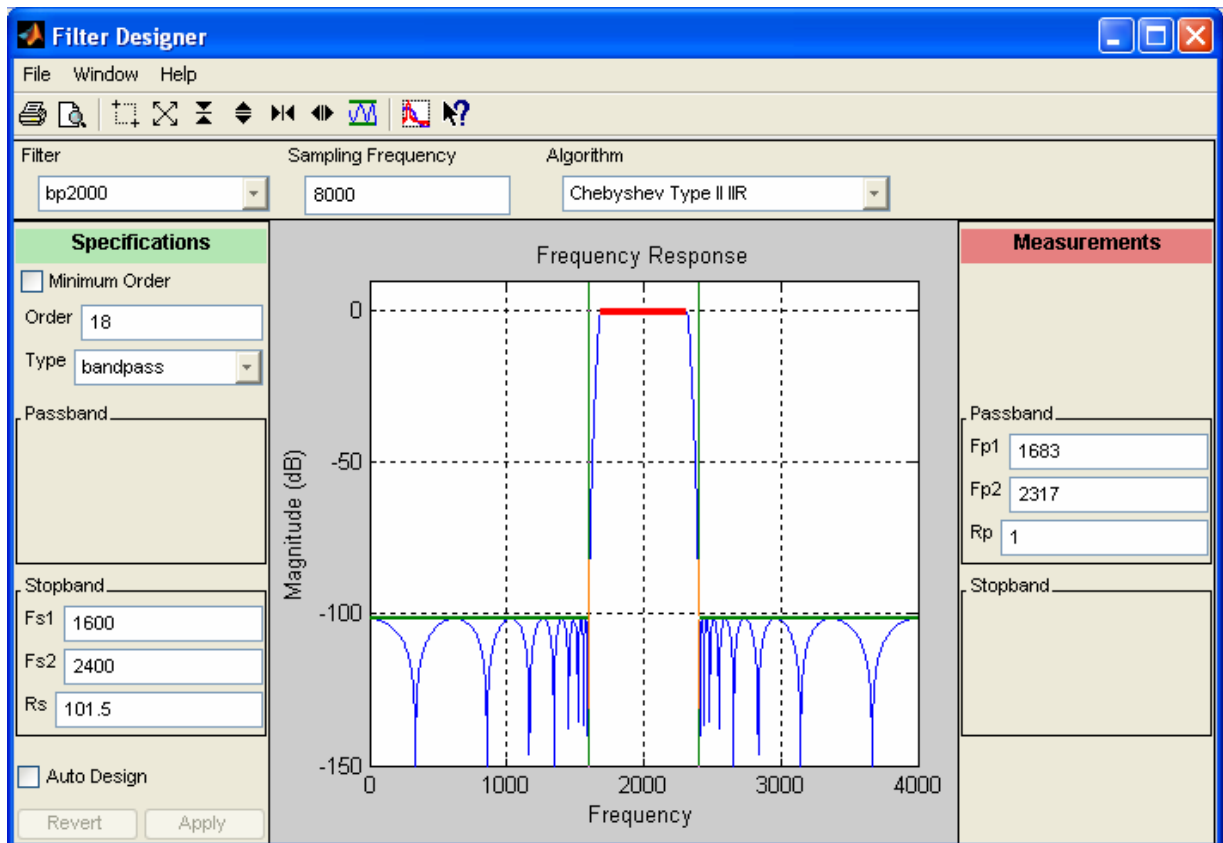 Filter Designer
File Window Help
Filter
Sampling Frequency
Algorithm
bp2000
8000
Chebyshev Type II IIR
Specifications
Minimum Order
Order 18
Type bandpass
Passband
Stopband
Fs1 1600
Fs2 2400
Rs 101.5
Auto Design
Revert Apply
Frequency Response
Magnitude (dB)
0
-50
-100
-150
0 1000 2000 3000 4000
Frequency
Measurements
Passband
Fp1 1683
Fp2 2317
Rp 1
Stopband